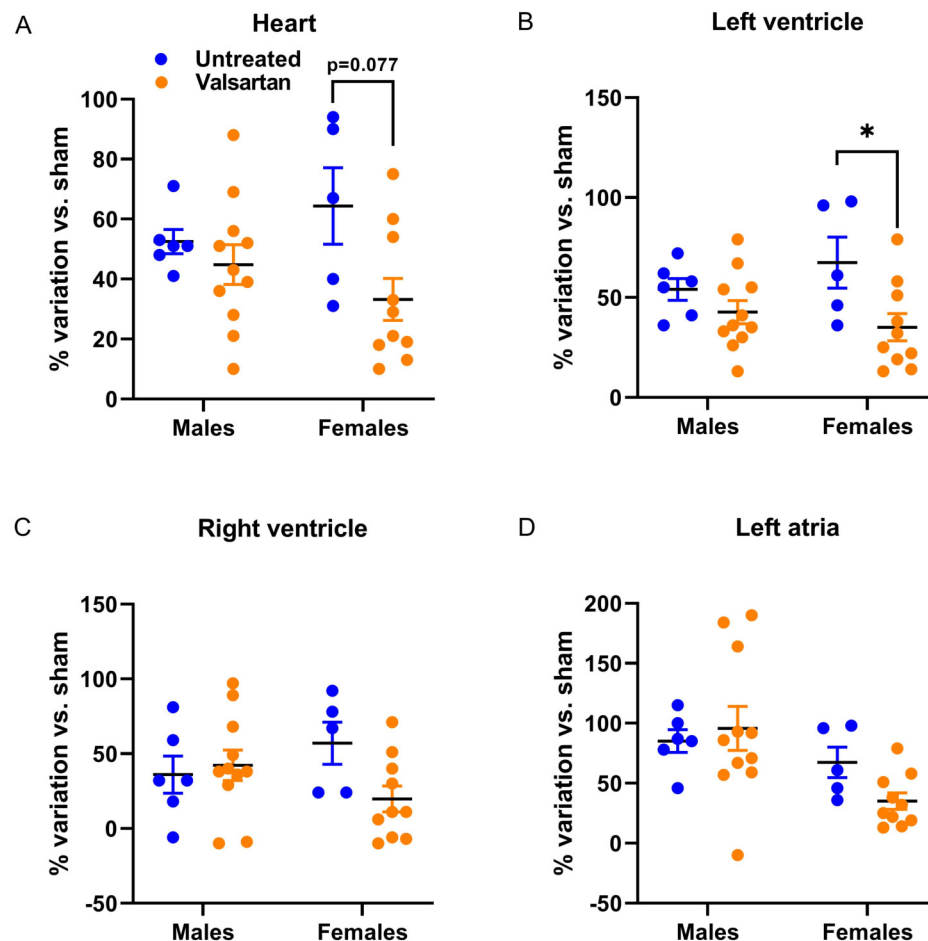 A
Heart
Untreated
Valsartan
p=0.077
% variation vs. sham
100
80
60
40
20
0
Males
Females
B
Left ventricle
*
% variation vs. sham
150
100
50
0
Males
Females
C
Right ventricle
% variation vs. sham
150
100
50
0
-50
Males
Females
D
Left atria
% variation vs. sham
200
150
100
50
0
-50
Males
Females